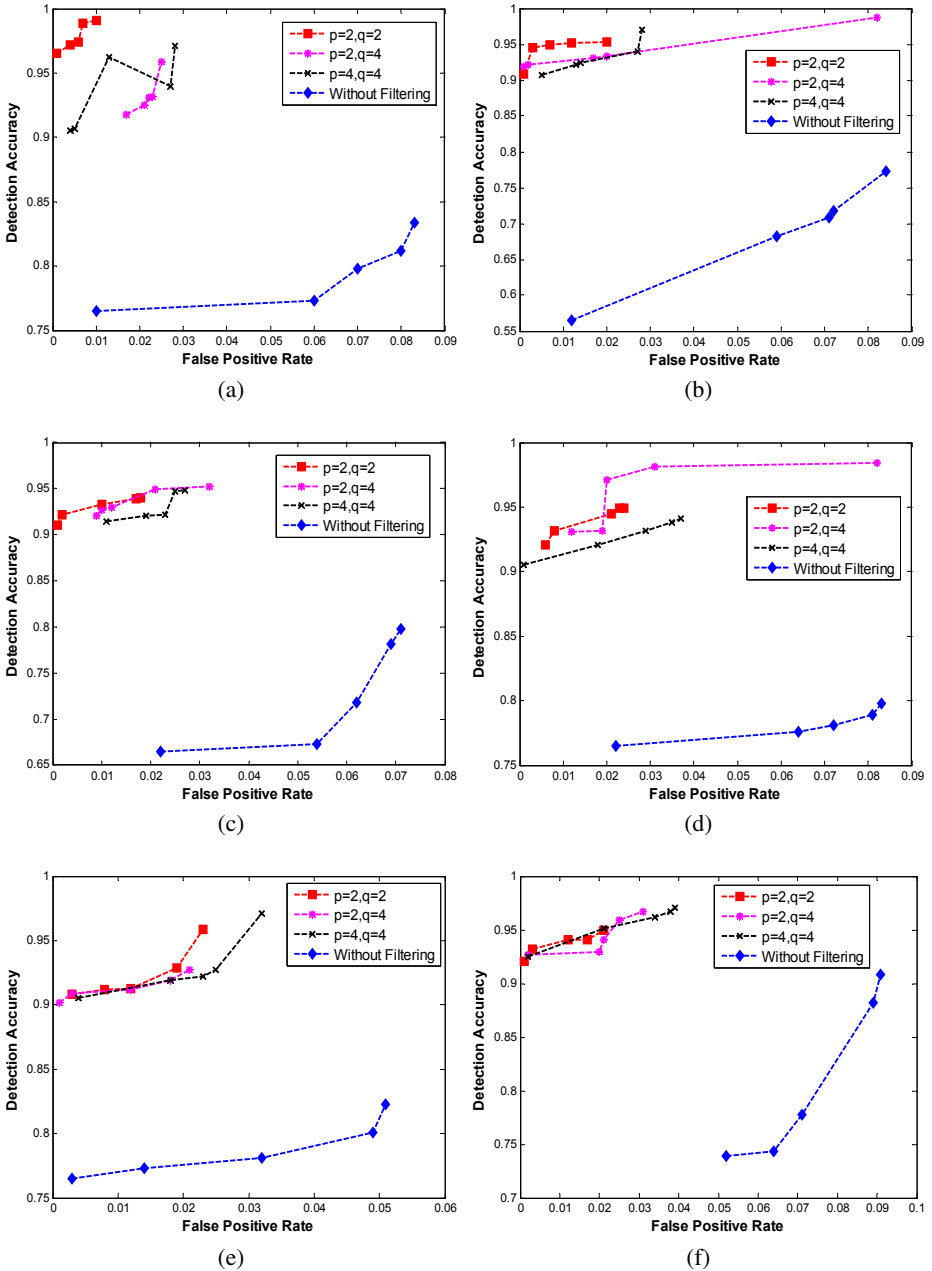 1
0.95
0.9
0.85
0.8
0.75
Detection Accuracy
p=2,q=2
p=2,q=4
p=4,q=4
Without Filtering
0 0.01 0.02 0.03 0.04 0.05 0.06 0.07 0.08 0.09
False Positive Rate
(a)
1
0.95
0.9
0.85
0.8
0.75
0.7
0.65
0.6
0.55
Detection Accuracy
p=2,q=2
p=2,q=4
p=4,q=4
Without Filtering
0 0.01 0.02 0.03 0.04 0.05 0.06 0.07 0.08 0.09
False Positive Rate
(b)
1
0.95
0.9
0.85
0.8
0.75
0.7
0.65
Detection Accuracy
p=2,q=2
p=2,q=4
p=4,q=4
Without Filtering
0 0.01 0.02 0.03 0.04 0.05 0.06 0.07 0.08
False Positive Rate
(c)
1
0.95
0.9
0.85
0.8
0.75
Detection Accuracy
p=2,q=2
p=2,q=4
p=4,q=4
Without Filtering
0 0.01 0.02 0.03 0.04 0.05 0.06 0.07 0.08 0.09
False Positive Rate
(d)
1
0.95
0.9
0.85
0.8
0.75
Detection Accuracy
p=2,q=2
p=2,q=4
p=4,q=4
Without Filtering
0 0.01 0.02 0.03 0.04 0.05 0.06
False Positive Rate
(e)
1
0.95
0.9
0.85
0.8
0.75
0.7
Detection Accuracy
p=2,q=2
p=2,q=4
p=4,q=4
Without Filtering
0 0.01 0.02 0.03 0.04 0.05 0.06 0.07 0.08 0.09 0.1
False Positive Rate
(f)